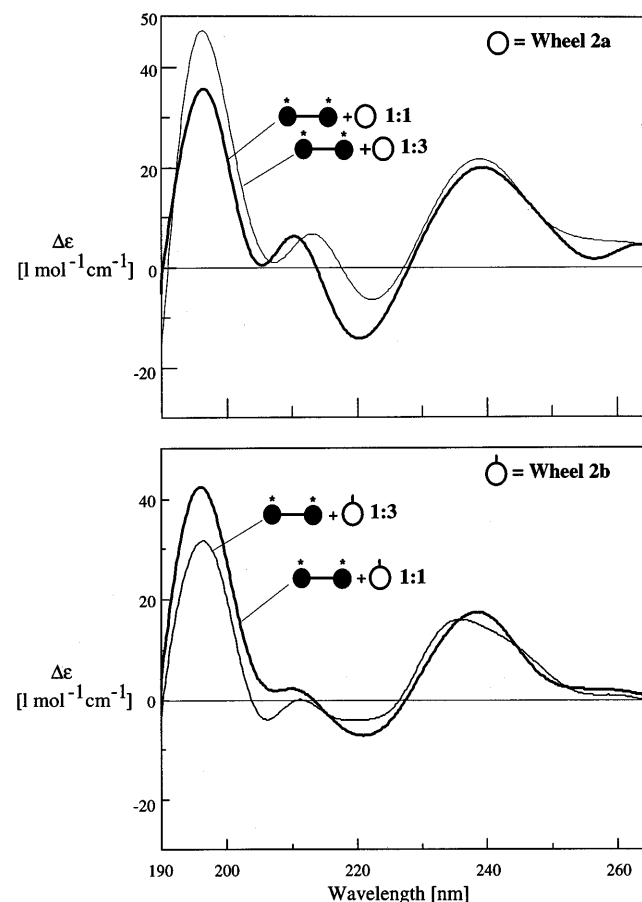 50
40
20
0
-20
Δε
[l mol⁻¹cm⁻¹]
= Wheel 2a
* *
+ 1:1
* *
+ 1:3
40
20
0
-20
Δε
[l mol⁻¹cm⁻¹]
= Wheel 2b
* *
+ 1:3
* *
+ 1:1
190 200 220 240 260
Wavelength [nm]